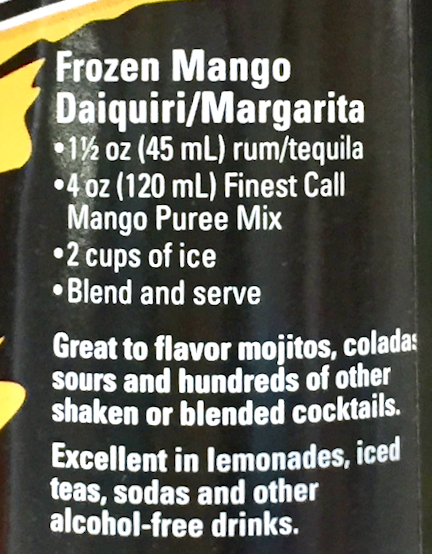 Frozen Mango
Daiquiri/Margarita
•1½ oz (45 mL) rum/tequila
•4 oz (120 mL) Finest Call
Mango Puree Mix
•2 cups of ice
•Blend and serve
Great to flavor mojitos, coladas
sours and hundreds of other
shaken or blended cocktails.
Excellent in lemonades, iced
teas, sodas and other
alcohol-free drinks.